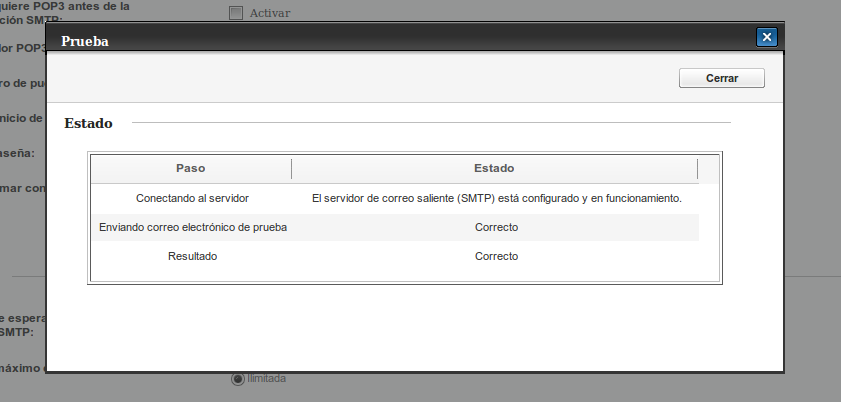 quiere POP3 antes de la
ción SMTP:
Activar
Prueba
dor POP3
Cerrar
ro de pue
Estado
nicio de
Paso
Estado
aseña:
mar con
Conectando al servidor
El servidor de correo saliente (SMTP) está configurado y en funcionamiento.
Enviando correo electrónico de prueba
Correcto
Resultado
Correcto
e espera
SMTP:
máximo
Ilimitada